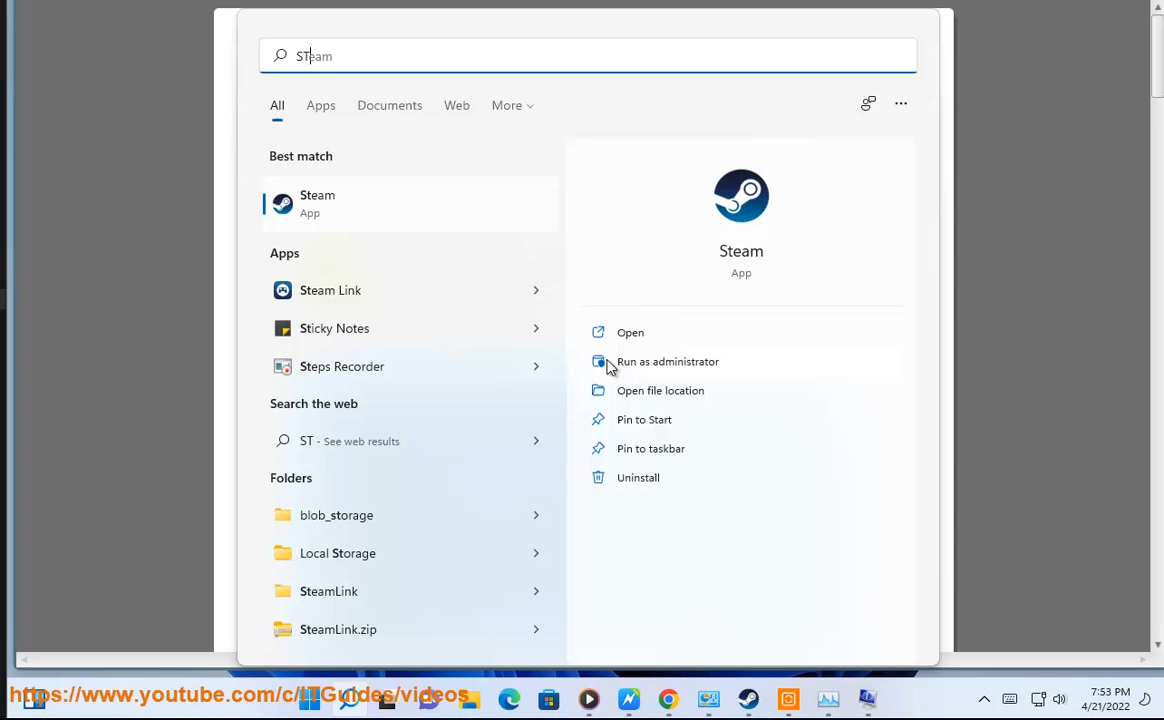 STeam
All Apps Documents Web More
Best match
Steam
App
Apps
Steam Link
Sticky Notes
Steps Recorder
Search the web
ST - See web results
Folders
blob_storage
Local Storage
SteamLink
SteamLink.zip
Steam
App
Open
Run as administrator
Open file location
Pin to Start
Pin to taskbar
Uninstall
https://www.youtube.com/c/ITGuides/videos
7:53 PM
4/21/2022